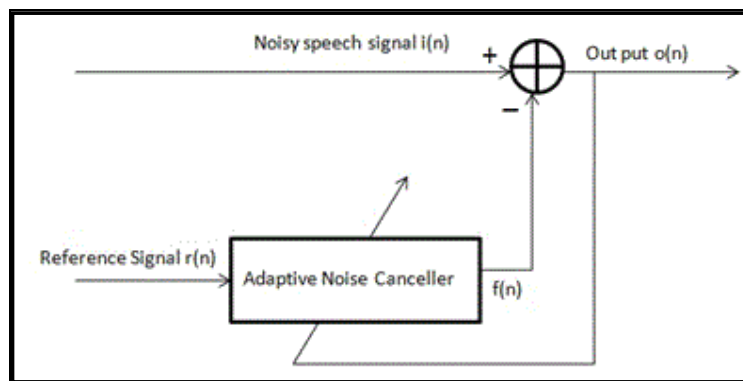 Noisy speech signal i(n)
+
Out put o(n)
−
Reference Signal r(n)
Adaptive Noise Canceller
f(n)